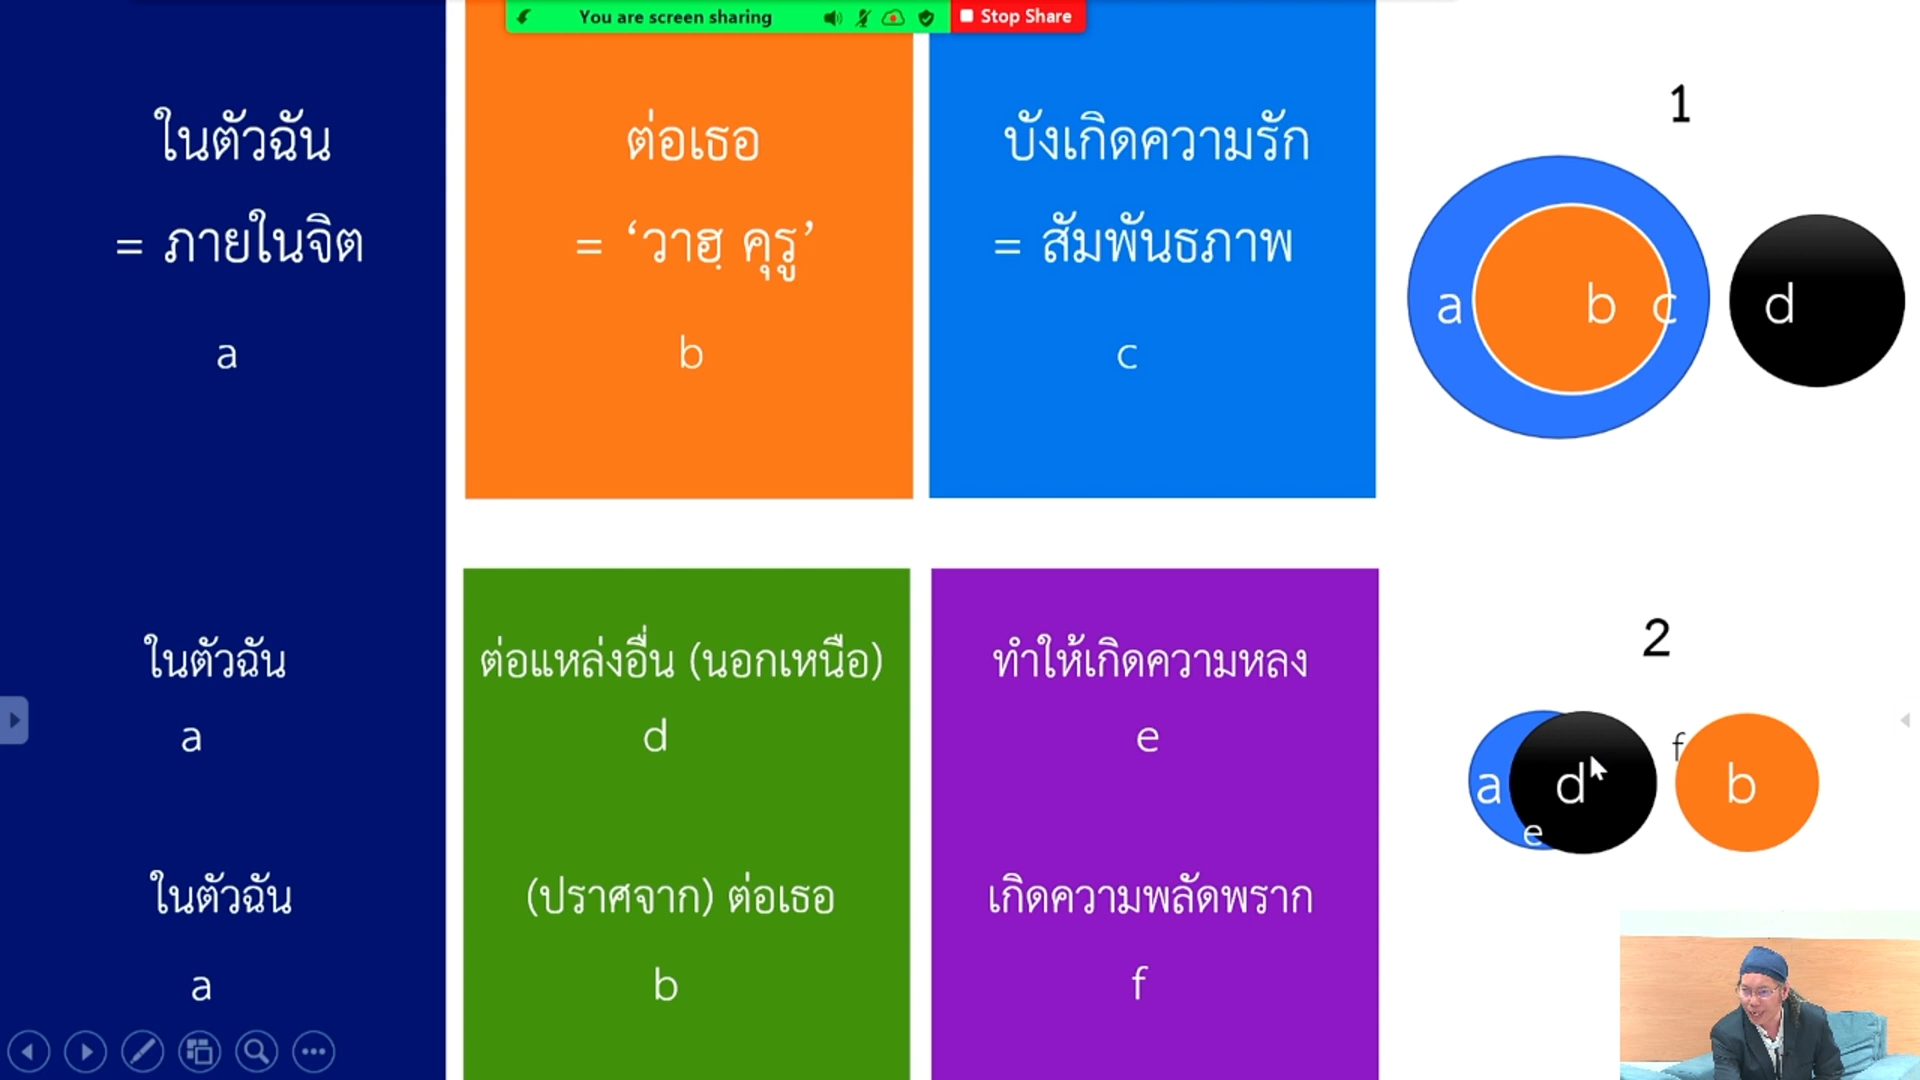 You are screen sharing
Stop Share
ในตัวฉัน
= ภายในจิต
a
ต่อเธอ
= ‘วาฮฺ คุรู’
b
บังเกิดความรัก
= สัมพันธภาพ
c
1
a b c d
ในตัวฉัน
a
ต่อแหล่งอื่น (นอกเหนือ)
d
ทำให้เกิดความหลง
e
ในตัวฉัน
a
(ปราศจาก) ต่อเธอ
b
เกิดความพลัดพราก
f
2
f
a d b
e